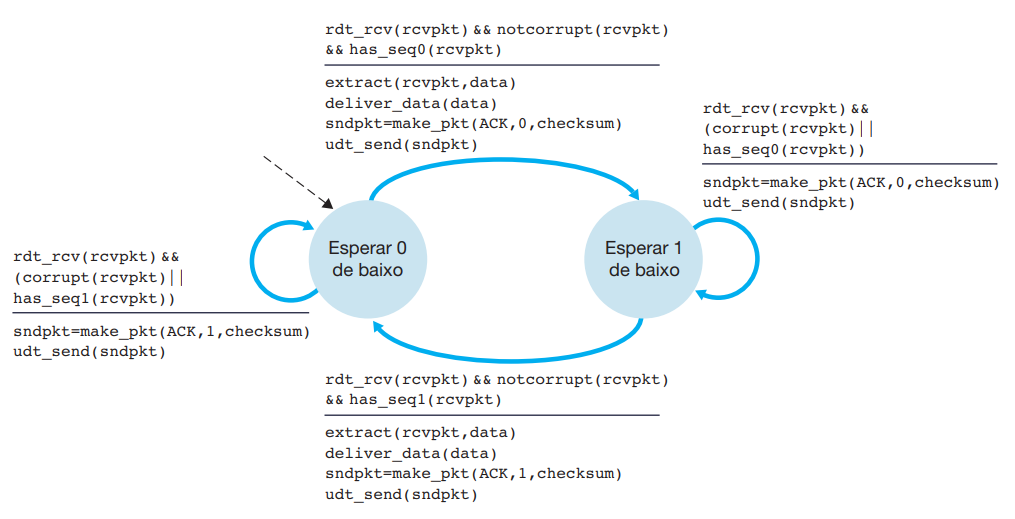 rdt_rcv(rcvpkt) && notcorrupt(rcvpkt)
&& has_seq0(rcvpkt)
extract(rcvpkt,data)
deliver_data(data)
sndpkt=make_pkt(ACK,0,checksum)
udt_send(sndpkt)
rdt_rcv(rcvpkt) &&
(corrupt(rcvpkt)||
has_seq0(rcvpkt))
sndpkt=make_pkt(ACK,0,checksum)
udt_send(sndpkt)
Esperar 0
de baixo
Esperar 1
de baixo
rdt_rcv(rcvpkt) &&
(corrupt(rcvpkt)||
has_seq1(rcvpkt))
sndpkt=make_pkt(ACK,1,checksum)
udt_send(sndpkt)
rdt_rcv(rcvpkt) && notcorrupt(rcvpkt)
&& has_seq1(rcvpkt)
extract(rcvpkt,data)
deliver_data(data)
sndpkt=make_pkt(ACK,1,checksum)
udt_send(sndpkt)